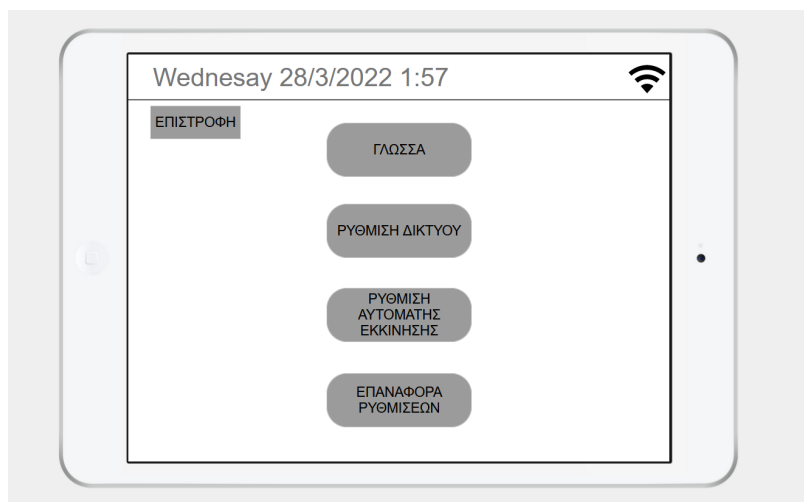 Wednesay 28/3/2022 1:57
ΕΠΙΣΤΡΟΦΗ
ΓΛΩΣΣΑ
ΡΥΘΜΙΣΗ ΔΙΚΤΥΟΥ
ΡΥΘΜΙΣΗ
ΑΥΤΟΜΑΤΗΣ
ΕΚΚΙΝΗΣΗΣ
ΕΠΑΝΑΦΟΡΑ
ΡΥΘΜΙΣΕΩΝ